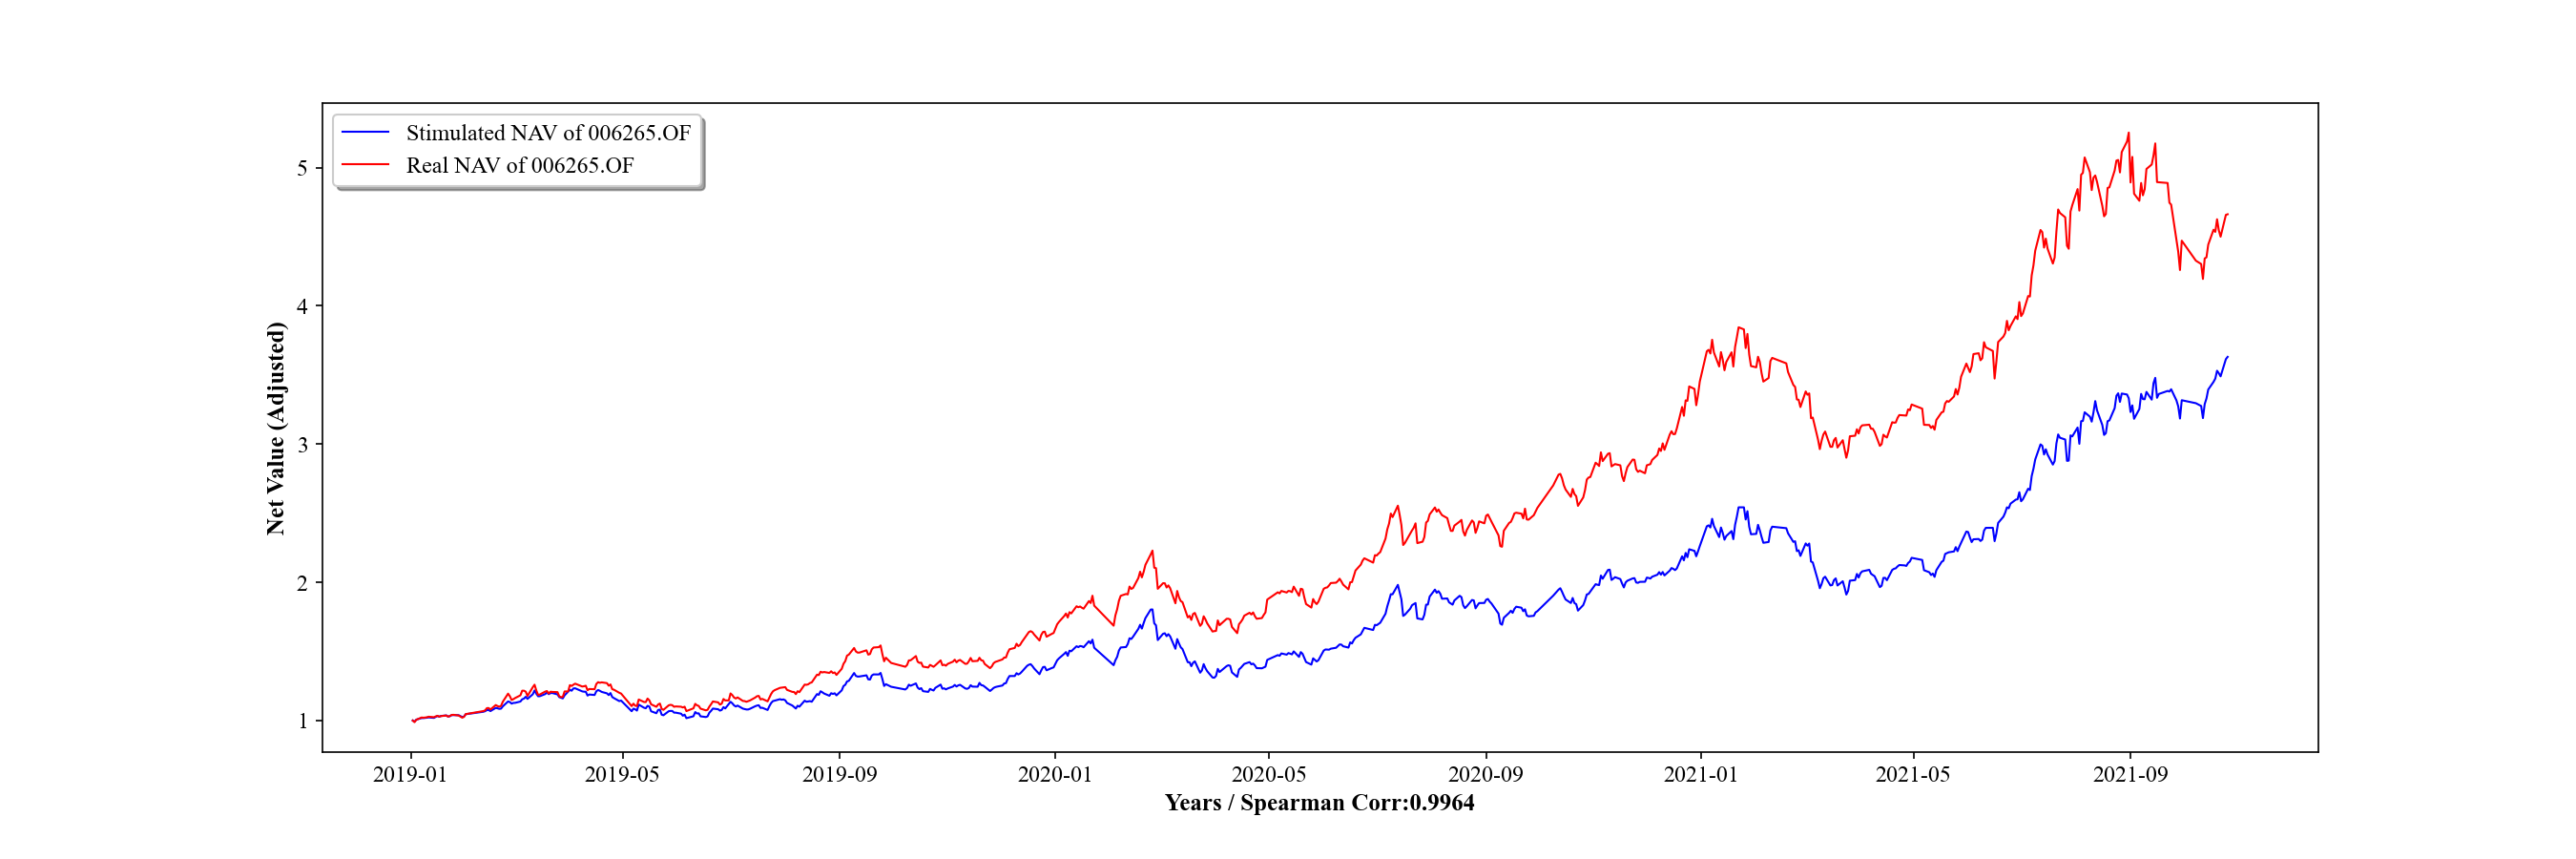 Stimulated NAV of 006265.OF
Real NAV of 006265.OF
Net Value (Adjusted)
5
4
3
2
1
2019-01 2019-05 2019-09 2020-01 2020-05 2020-09 2021-01 2021-05 2021-09
Years / Spearman Corr:0.9964